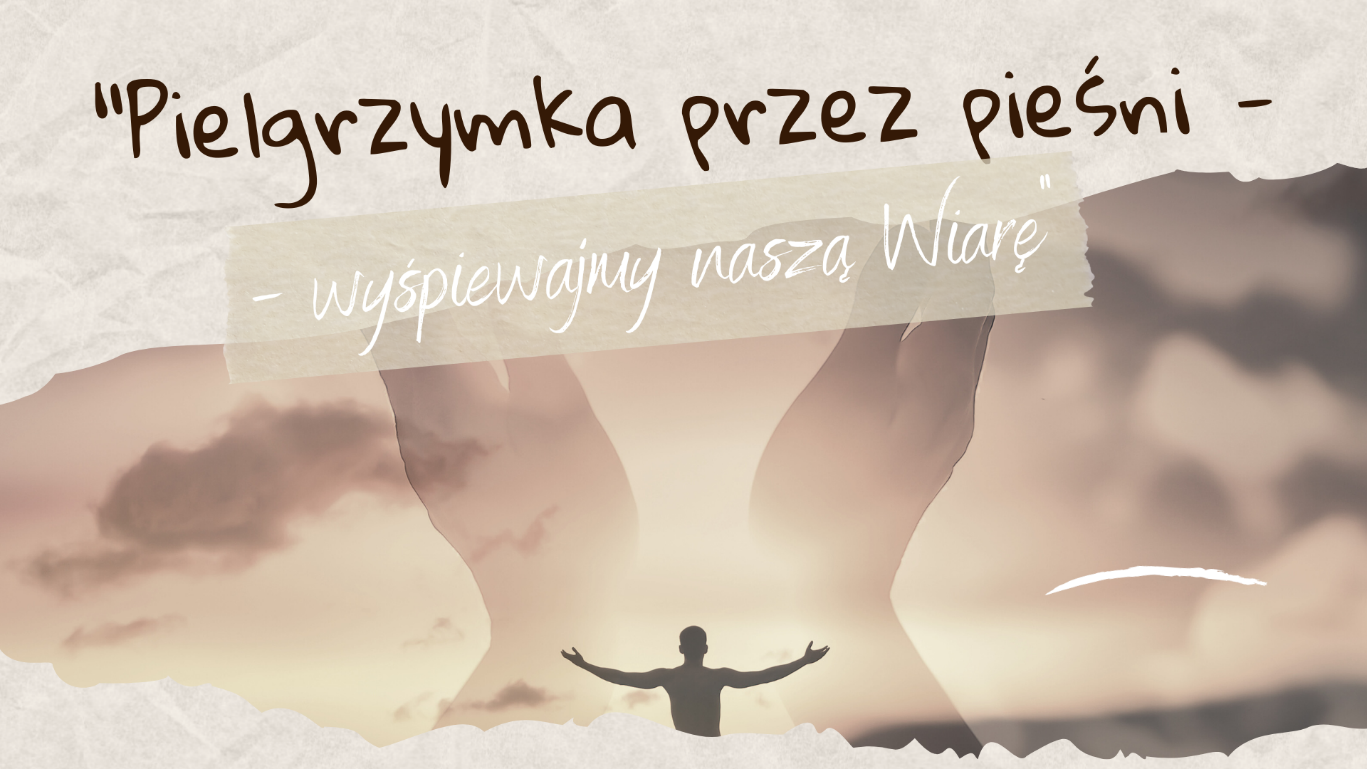 "Pielgrzymka przez pieśni -
- wyśpiewajmy naszą Wiarę"